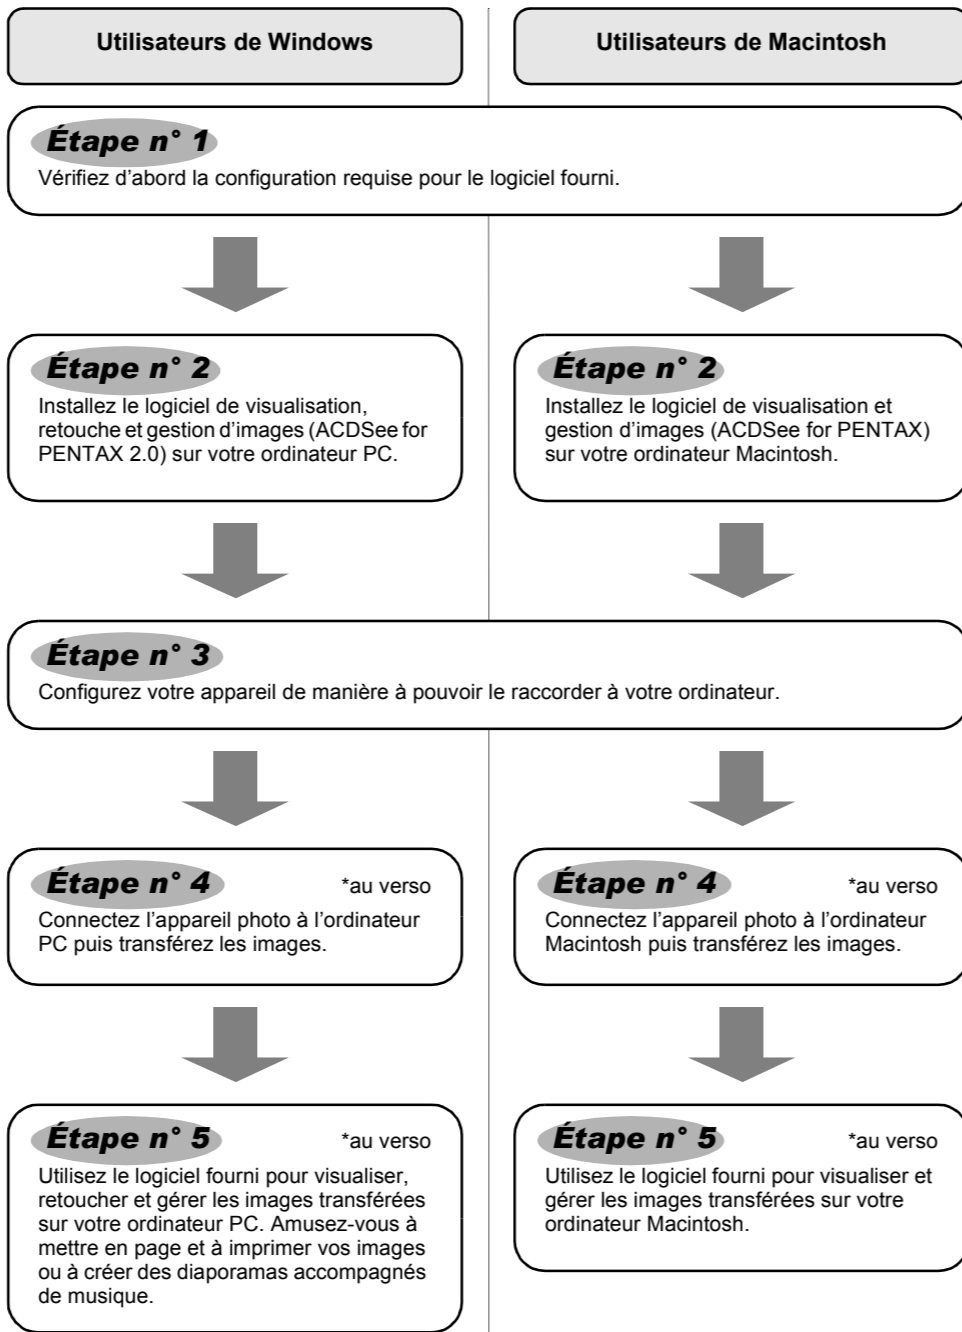 Utilisateurs de Windows
Utilisateurs de Macintosh
Étape n° 1
Vérifiez d'abord la configuration requise pour le logiciel fourni.
Étape n° 2
Installez le logiciel de visualisation,
retouche et gestion d'images (ACDSee for
PENTAX 2.0) sur votre ordinateur PC.
Étape n° 2
Installez le logiciel de visualisation et
gestion d'images (ACDSee for PENTAX)
sur votre ordinateur Macintosh.
Étape n° 3
Configurez votre appareil de manière à pouvoir le raccorder à votre ordinateur.
Étape n° 4 *au verso
Connectez l'appareil photo à l'ordinateur
PC puis transférez les images.
Étape n° 4 *au verso
Connectez l'appareil photo à l'ordinateur
Macintosh puis transférez les images.
Étape n° 5 *au verso
Utilisez le logiciel fourni pour visualiser,
retoucher et gérer les images transférées
sur votre ordinateur PC. Amusez-vous à
mettre en page et à imprimer vos images
ou à créer des diaporamas accompagnés
de musique.
Étape n° 5 *au verso
Utilisez le logiciel fourni pour visualiser et
gérer les images transférées sur votre
ordinateur Macintosh.